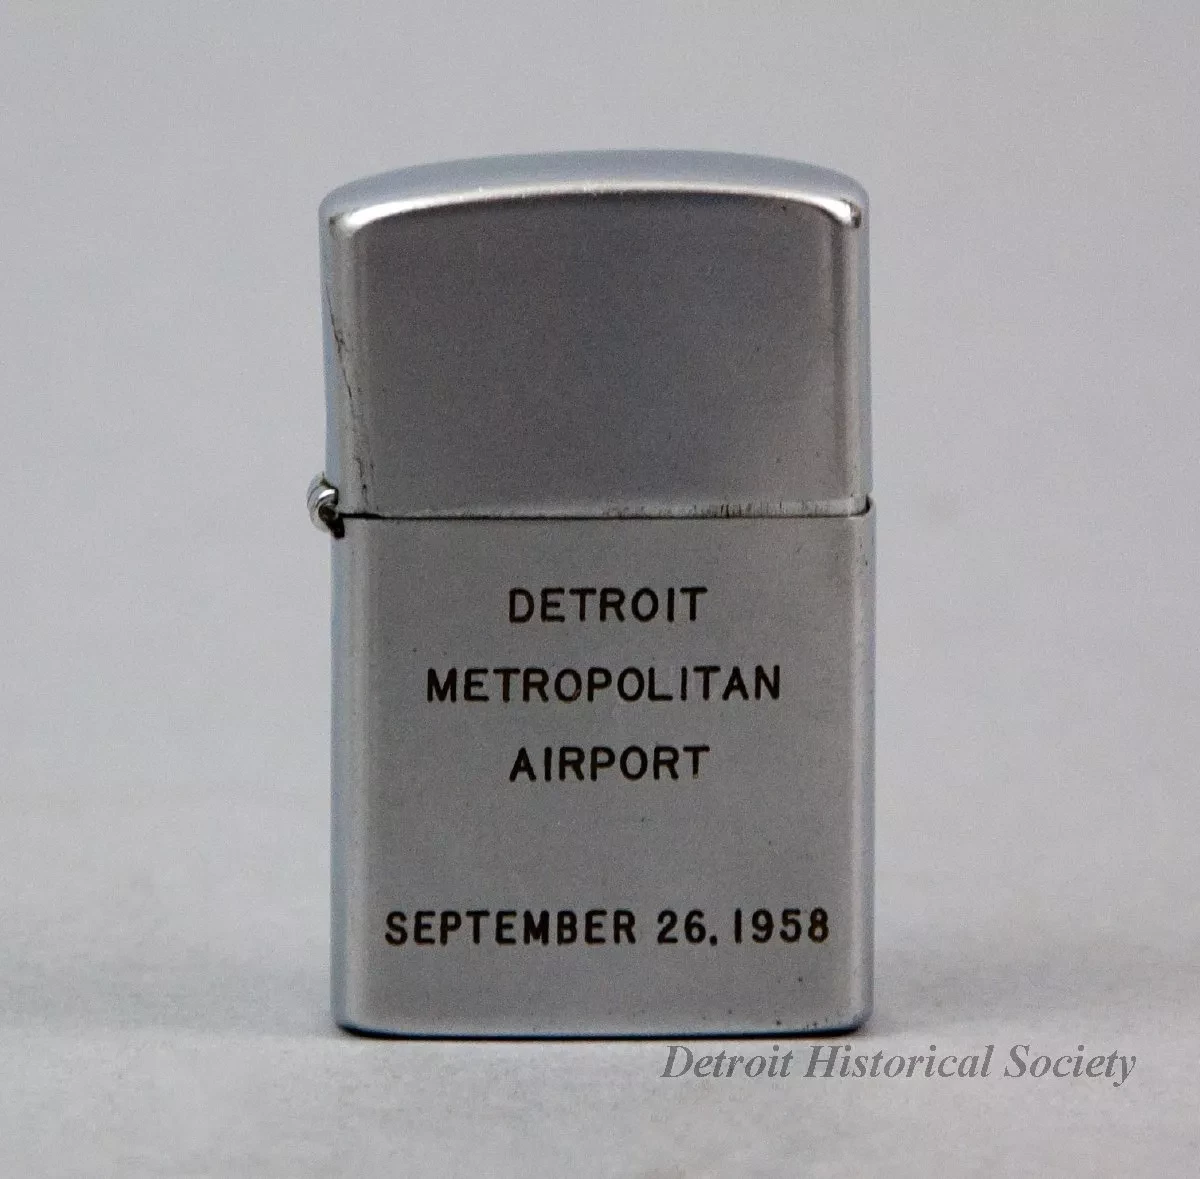 DETROIT
METROPOLITAN
AIRPORT
SEPTEMBER 26, 1958
Detroit Historical Society